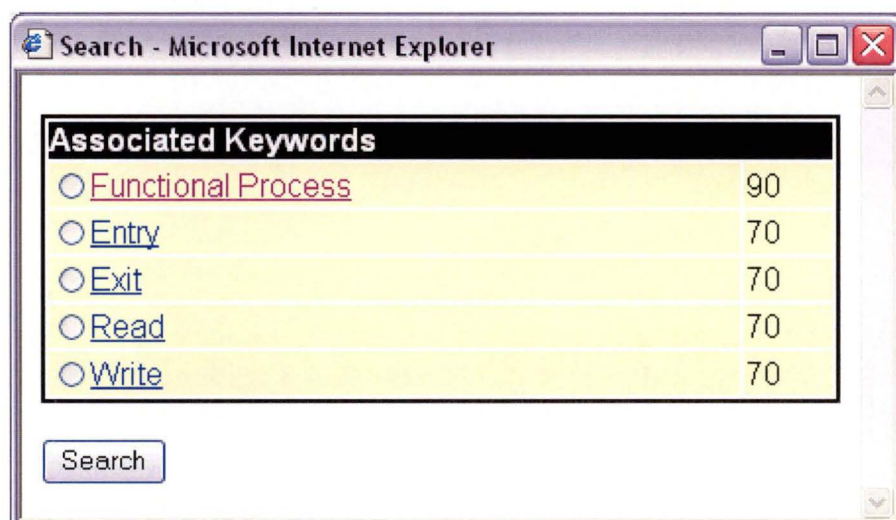 Search - Microsoft Internet Explorer
Associated Keywords
Functional Process 90
Entry 70
Exit 70
Read 70
Write 70
Search